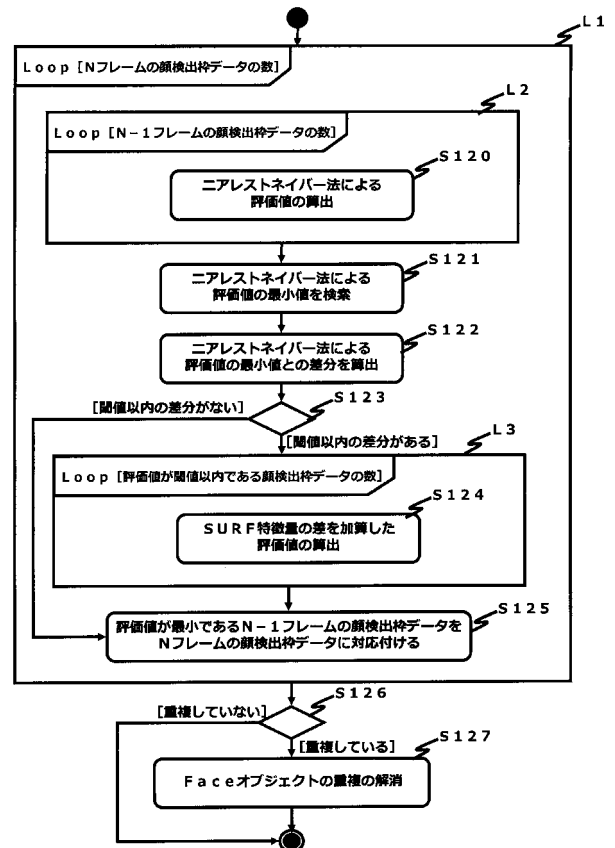 L1
Loop [Nフレームの顔検出枠データの数]
L2
Loop [N−1フレームの顔検出枠データの数]
S120
ニアレストネイバー法による
評価値の算出
S121
ニアレストネイバー法による
評価値の最小値を検索
S122
ニアレストネイバー法による
評価値の最小値との差分を算出
S123
[閾値以内の差分がない]
[閾値以内の差分がある]
L3
Loop [評価値が閾値以内である顔検出枠データの数]
S124
SURF特徴量の差を加算した
評価値の算出
S125
評価値が最小であるN−1フレームの顔検出枠データを
Nフレームの顔検出枠データに対応付ける
S126
[重複していない]
[重複している]
S127
Faceオブジェクトの重複の解消